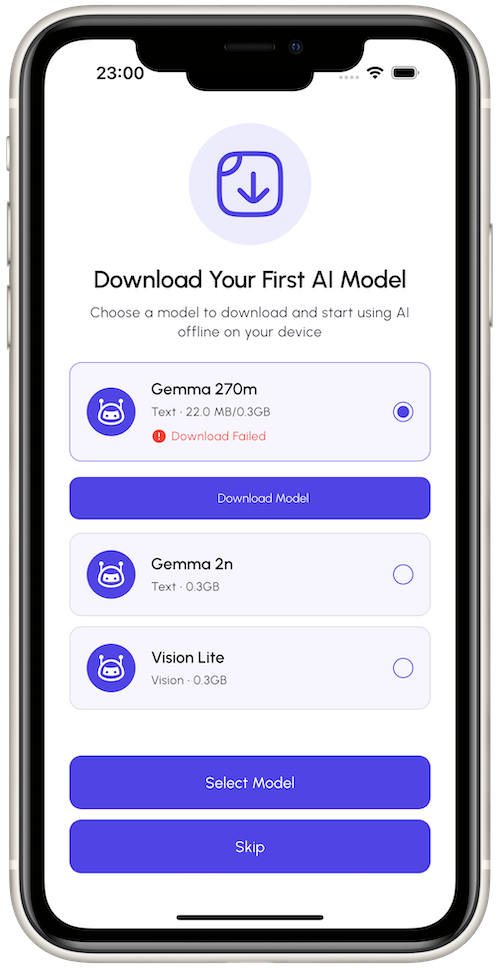 23:00
Download Your First AI Model
Choose a model to download and start using AI
offline on your device
Gemma 270m
Text · 22.0 MB/0.3GB
Download Failed
Download Model
Gemma 2n
Text · 0.3GB
Vision Lite
Vision · 0.3GB
Select Model
Skip